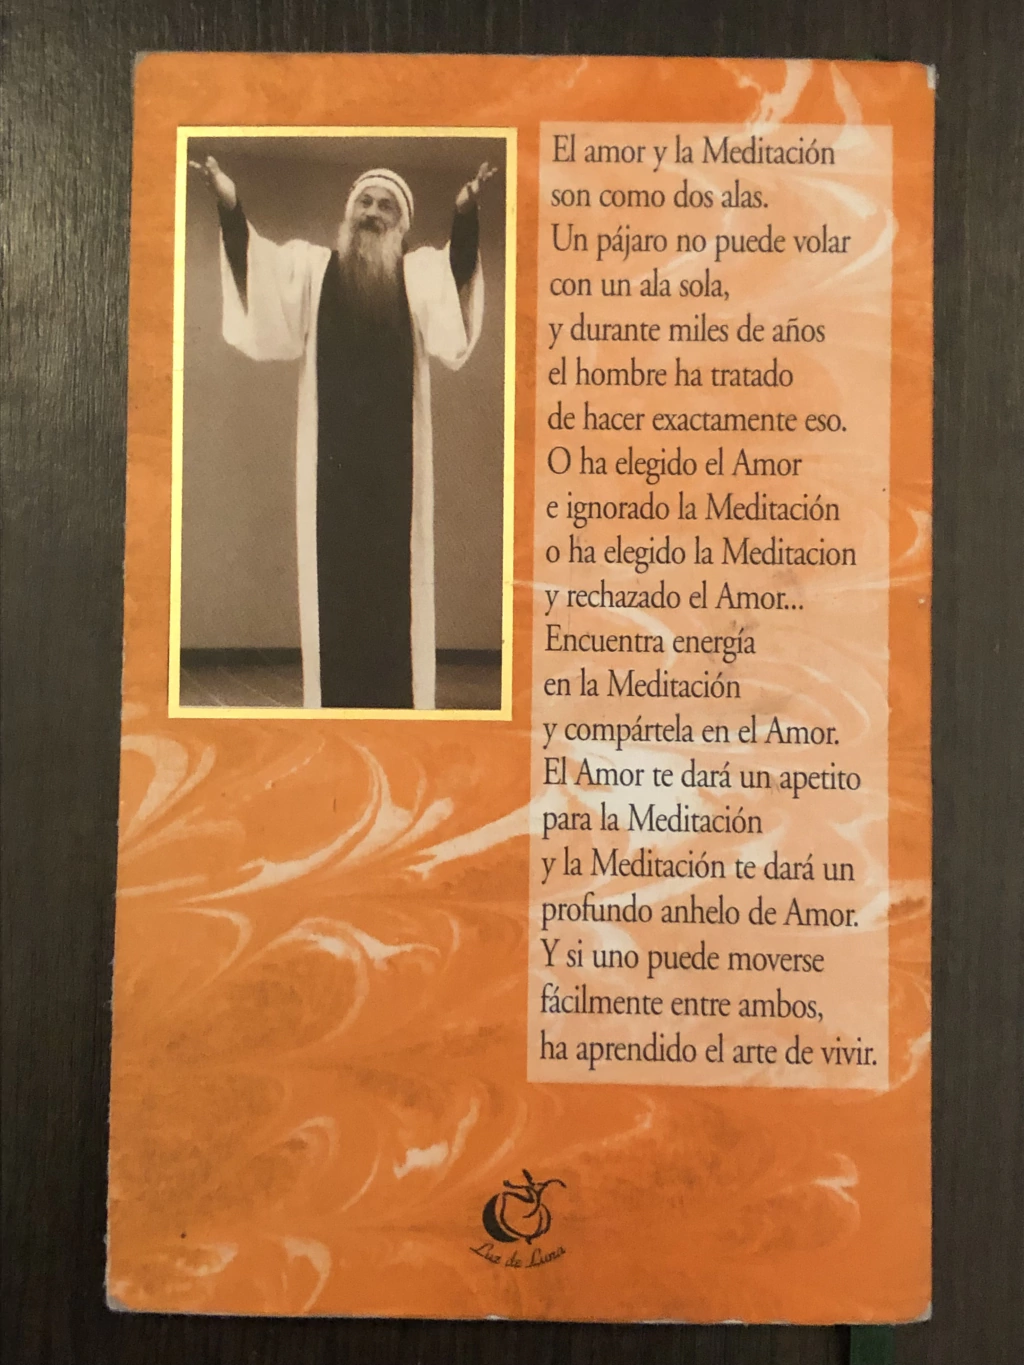 El amor y la Meditación
son como dos alas.
Un pájaro no puede volar
con un ala sola,
y durante miles de años
el hombre ha tratado
de hacer exactamente eso.
O ha elegido el Amor
e ignorado la Meditación
o ha elegido la Meditacion
y rechazado el Amor...
Encuentra energía
en la Meditación
y compártela en el Amor.
El Amor te dará un apetito
para la Meditación
y la Meditación te dará un
profundo anhelo de Amor.
Y si uno puede moverse
fácilmente entre ambos,
ha aprendido el arte de vivir.
Luz de Luna